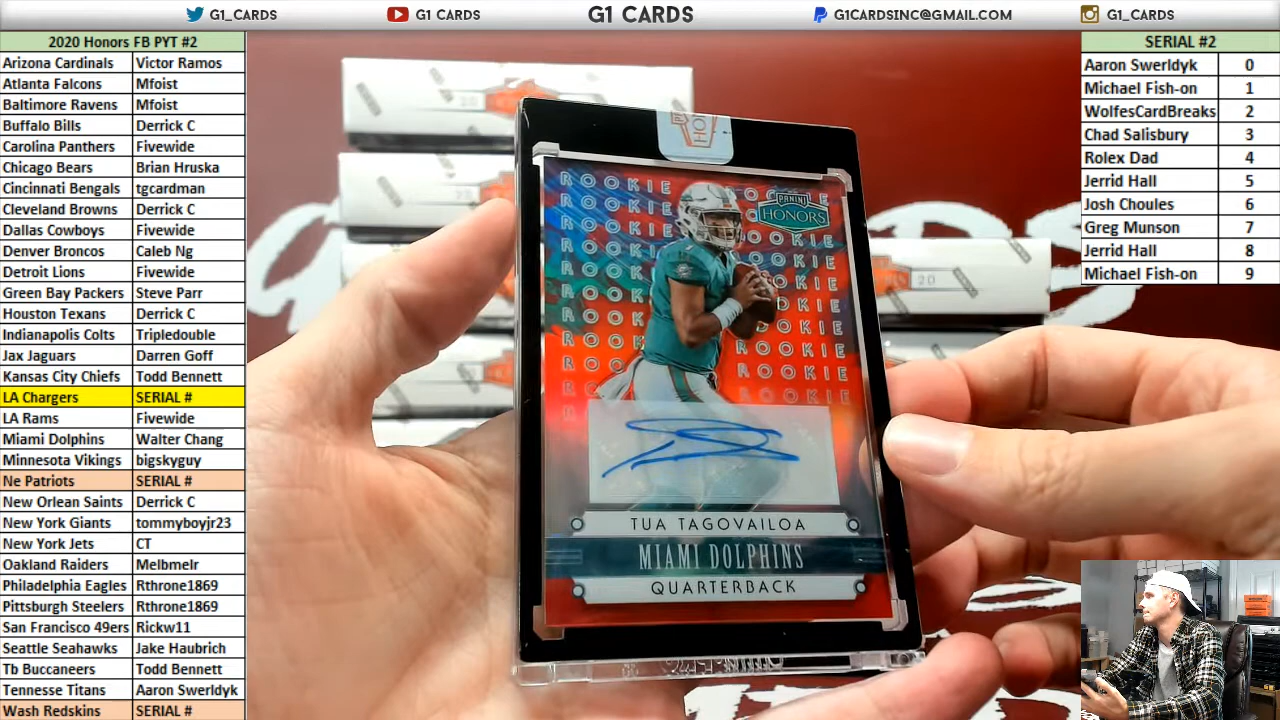 G1_CARDS G1 CARDS G1 CARDS G1CARDSINC@GMAIL.COM G1_CARDS
2020 Honors FB PYT #2
Arizona Cardinals Victor Ramos
Atlanta Falcons Mfoist
Baltimore Ravens Mfoist
Buffalo Bills Derrick C
Carolina Panthers Fivewide
Chicago Bears Brian Hruska
Cincinnati Bengals tgcardman
Cleveland Browns Derrick C
Dallas Cowboys Fivewide
Denver Broncos Caleb Ng
Detroit Lions Fivewide
Green Bay Packers Steve Parr
Houston Texans Derrick C
Indianapolis Colts Tripledouble
Jax Jaguars Darren Goff
Kansas City Chiefs Todd Bennett
LA Chargers SERIAL #
LA Rams Fivewide
Miami Dolphins Walter Chang
Minnesota Vikings bigskyguy
Ne Patriots SERIAL #
New Orlean Saints Derrick C
New York Giants tommyboyjr23
New York Jets CT
Oakland Raiders Melbmelr
Philadelphia Eagles Rthrone1869
Pittsburgh Steelers Rthrone1869
San Francisco 49ers Rickw11
Seattle Seahawks Jake Haubrich
Tb Buccaneers Todd Bennett
Tennesse Titans Aaron Swerldyk
Wash Redskins SERIAL #
ROOKIE
PANINI
HONORS
TUA TAGOVAILOA
MIAMI DOLPHINS
QUARTERBACK
SERIAL #2
Aaron Swerldyk 0
Michael Fish-on 1
WolfesCardBreaks 2
Chad Salisbury 3
Rolex Dad 4
Jerrid Hall 5
Josh Choules 6
Greg Munson 7
Jerrid Hall 8
Michael Fish-on 9